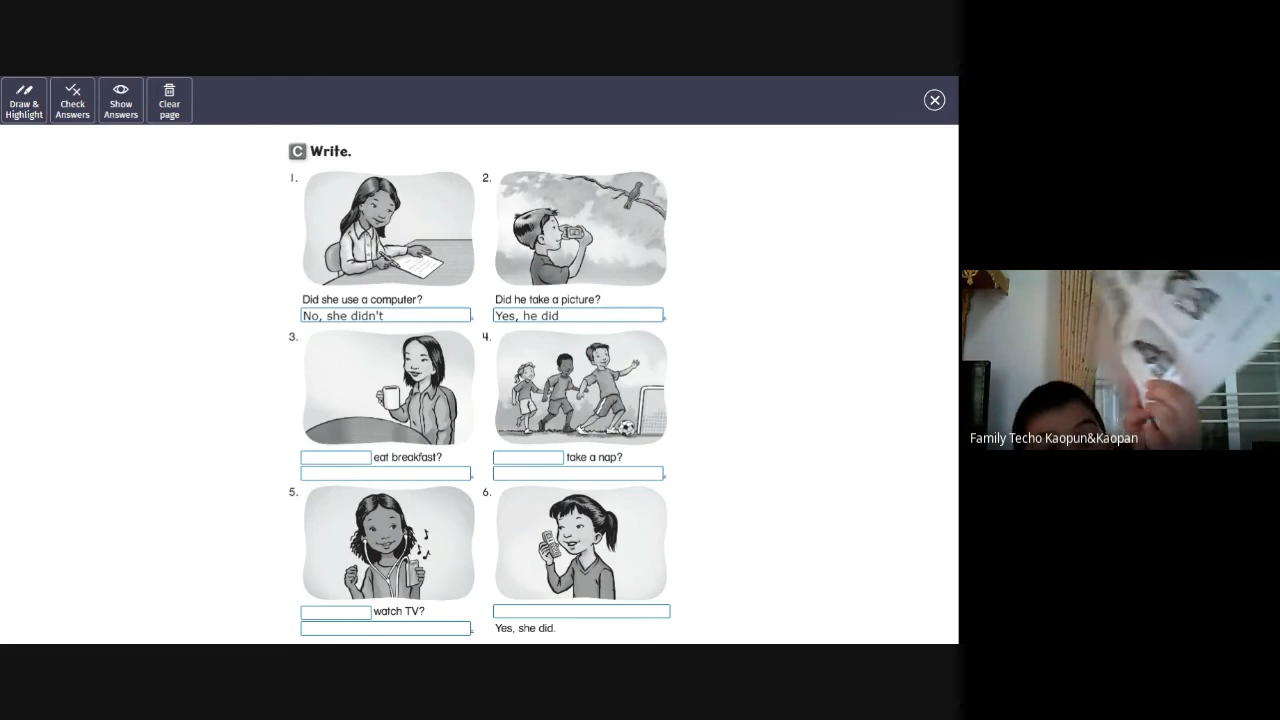 Draw &
Highlight
Check
Answers
Show
Answers
Clear
page
C Write.
1.
2.
Did she use a computer?
No, she didn't.
Did he take a picture?
Yes, he did.
3.
4.
eat breakfast?
.
take a nap?
.
5.
6.
watch TV?
.
Yes, she did.
Family Techo Kaopun&Kaopan